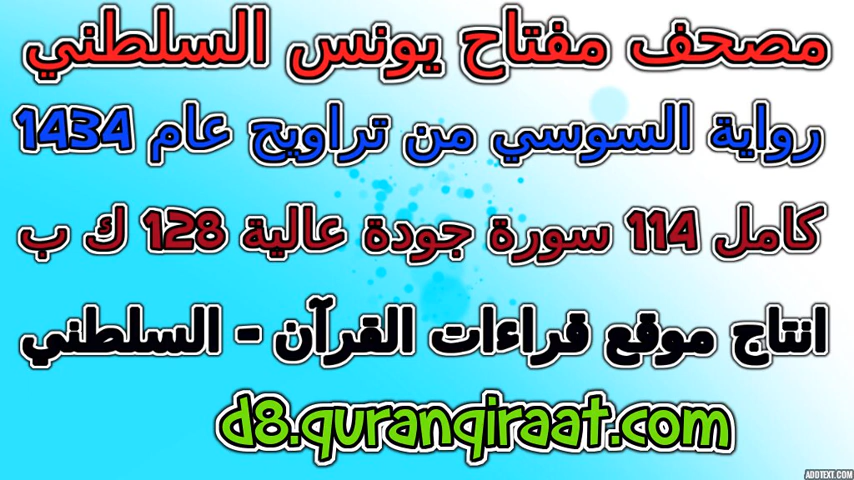 مصحف مفتاح يونس السلطني
رواية السوسي من تراويح عام 1434
كامل 114 سورة جودة عالية 128 ك ب
انتاج موقع قراءات القرآن - السلطني
d8.quranqiraat.com
ADDTEXT.COM